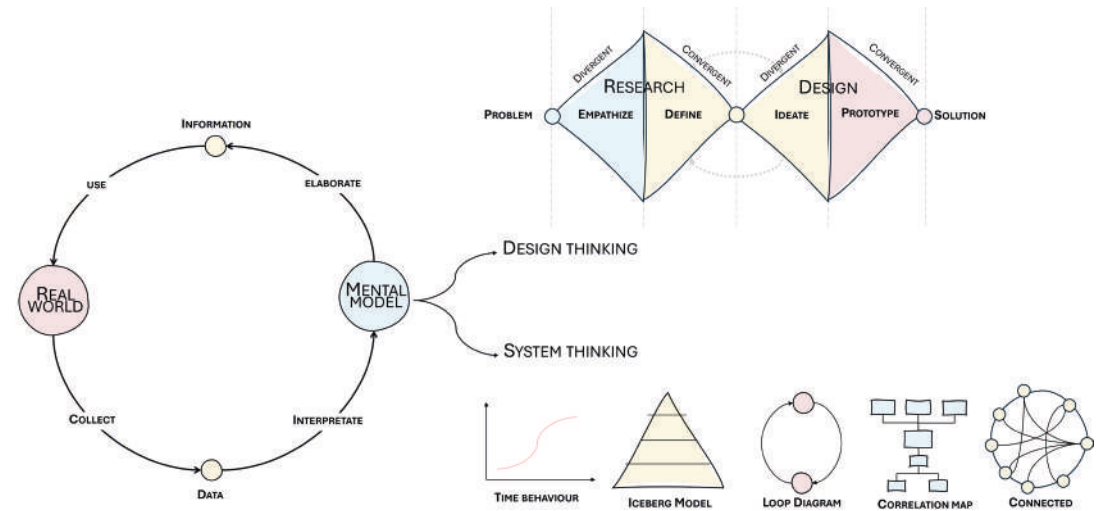 INFORMATION
USE
ELABORATE
REAL
WORLD
MENTAL
MODEL
COLLECT
INTERPRETATE
DATA
DIVERGENT
CONVERGENT
DIVERGENT
CONVERGENT
RESEARCH
DESIGN
PROBLEM
EMPATHIZE
DEFINE
IDEATE
PROTOTYPE
SOLUTION
DESIGN THINKING
SYSTEM THINKING
TIME BEHAVIOUR
ICEBERG MODEL
LOOP DIAGRAM
CORRELATION MAP
CONNECTED